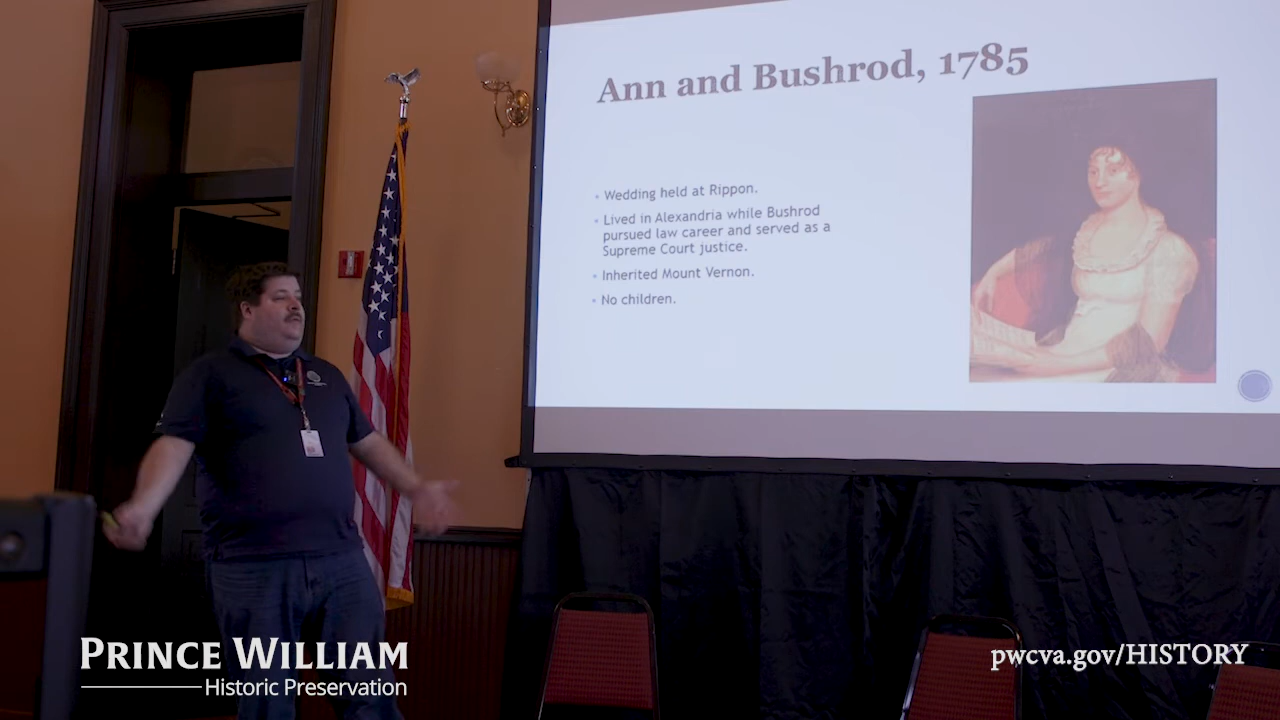 Ann and Bushrod, 1785
Wedding held at Rippon.
Lived in Alexandria while Bushrod
pursued law career and served as a
Supreme Court justice.
Inherited Mount Vernon.
No children.
PRINCE WILLIAM
Historic Preservation
pwcva.gov/HISTORY